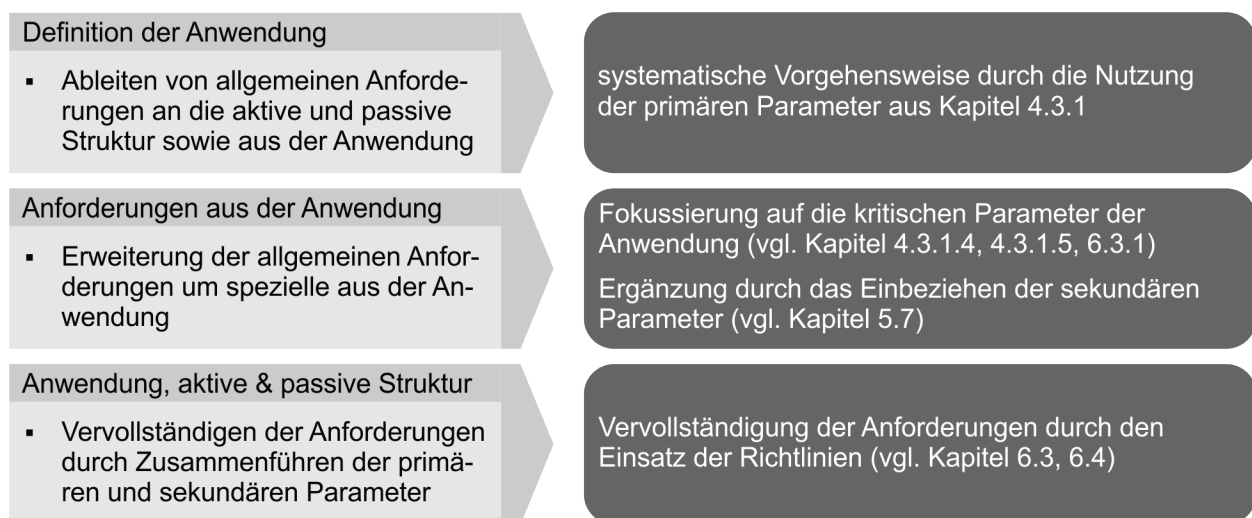 Definition der Anwendung
▪ Ableiten von allgemeinen Anforde-
rungen an die aktive und passive
Struktur sowie aus der Anwendung
systematische Vorgehensweise durch die Nutzung
der primären Parameter aus Kapitel 4.3.1
Anforderungen aus der Anwendung
▪ Erweiterung der allgemeinen Anfor-
derungen um spezielle aus der An-
wendung
Fokussierung auf die kritischen Parameter der
Anwendung (vgl. Kapitel 4.3.1.4, 4.3.1.5, 6.3.1)
Ergänzung durch das Einbeziehen der sekundären
Parameter (vgl. Kapitel 5.7)
Anwendung, aktive & passive Struktur
▪ Vervollständigen der Anforderungen
durch Zusammenführen der primä-
ren und sekundären Parameter
Vervollständigung der Anforderungen durch den
Einsatz der Richtlinien (vgl. Kapitel 6.3, 6.4)